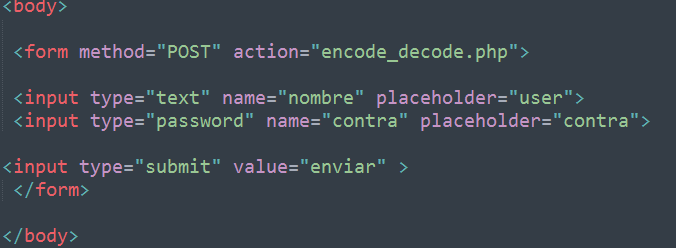 <body>
<form method="POST" action="encode_decode.php">
<input type="text" name="nombre" placeholder="user">
<input type="password" name="contra" placeholder="contra">
<input type="submit" value="enviar" >
</form>
</body>